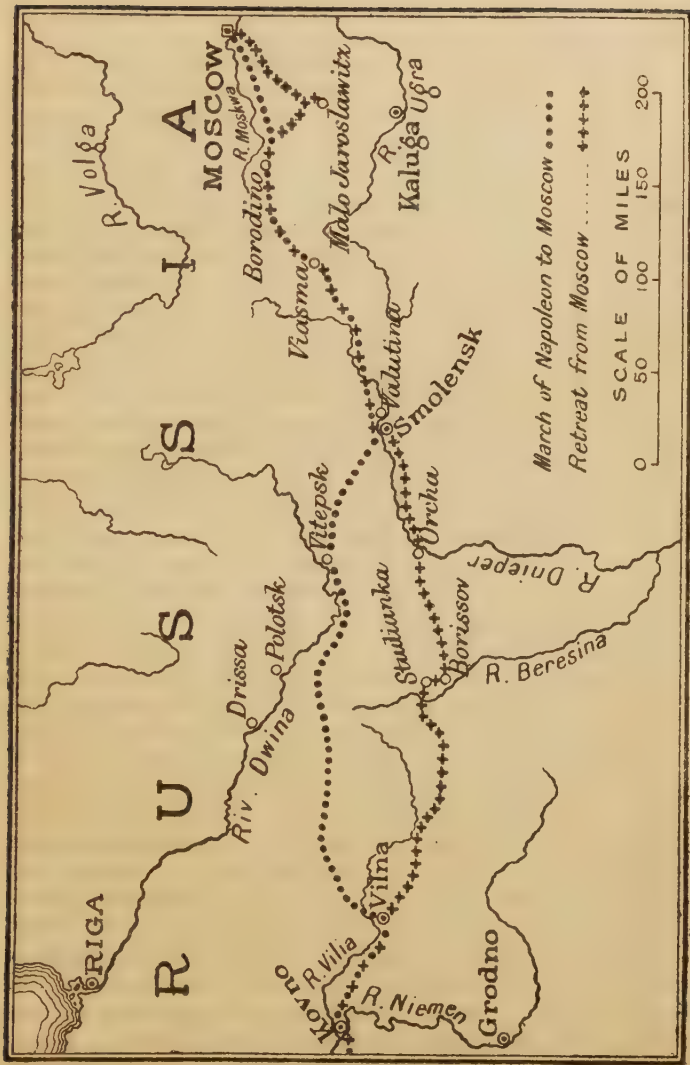 RUSSIA
RIGA
R. Volga
Riv. Dwina
Drissa
Polotsk
Vitepsk
MOSCOW
R. Moskwa
Borodino
Malo Jaroslawitz
Viasma
Valutina
Smolensk
R. Ugra
Kaluga
Kovno
R. Vilia
Vilna
Studianka
Borissov
Orcha
R. Dnieper
R. Beresina
R. Niemen
Grodno
March of Napoleon to Moscow
Retreat from Moscow
SCALE OF MILES
0 50 100 150 200